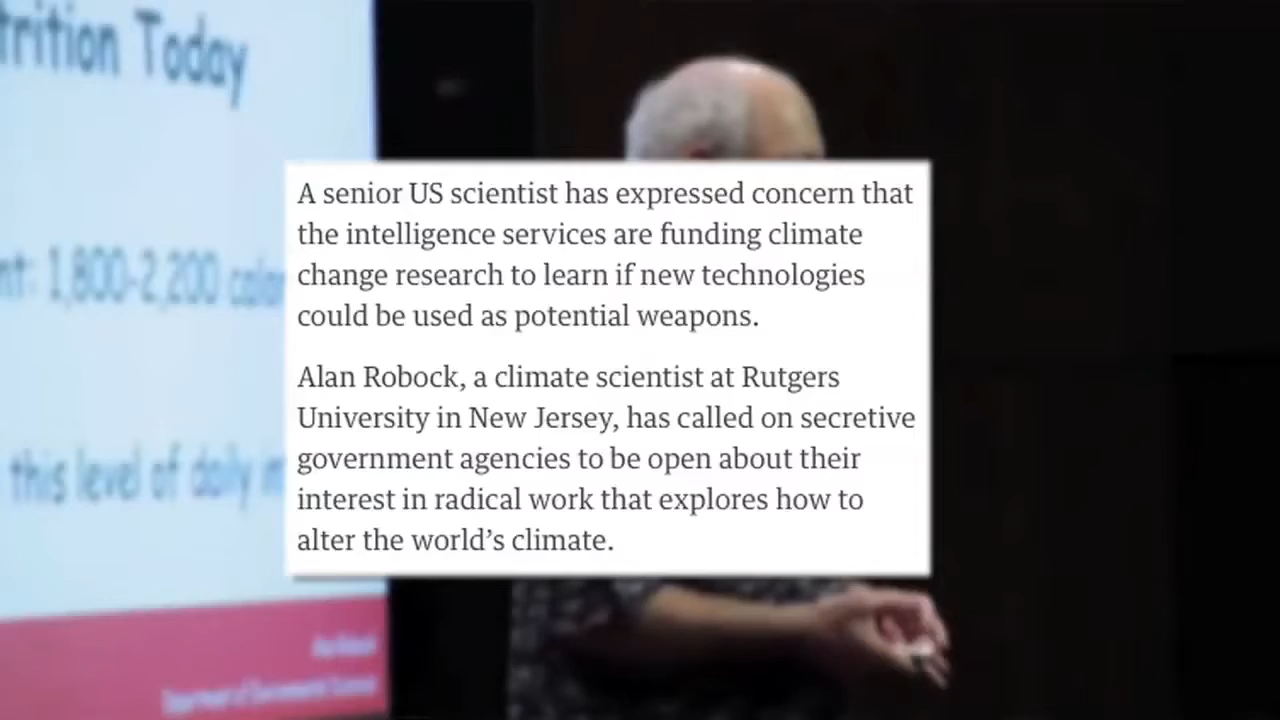 trition Today
nt: 1,800-2,200 calor
this level of daily in
A senior US scientist has expressed concern that
the intelligence services are funding climate
change research to learn if new technologies
could be used as potential weapons.
Alan Robock, a climate scientist at Rutgers
University in New Jersey, has called on secretive
government agencies to be open about their
interest in radical work that explores how to
alter the world’s climate.